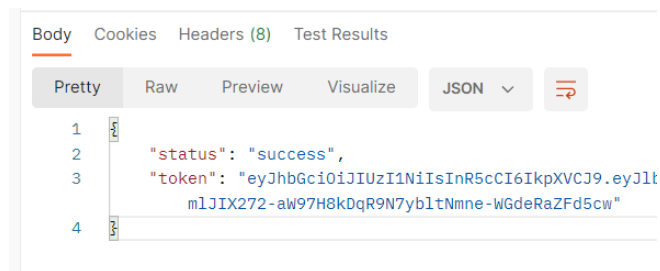 Body Cookies Headers (8) Test Results
Pretty Raw Preview Visualize JSON
1 {
2 "status": "success",
3 "token": "eyJhbGciOiJIUzI1NiIsInR5cCI6IkpXVCJ9.eyJlb
mlJIX272-aW97H8kDqR9N7ybltNmne-WGdeRaZFd5cw"
4 }